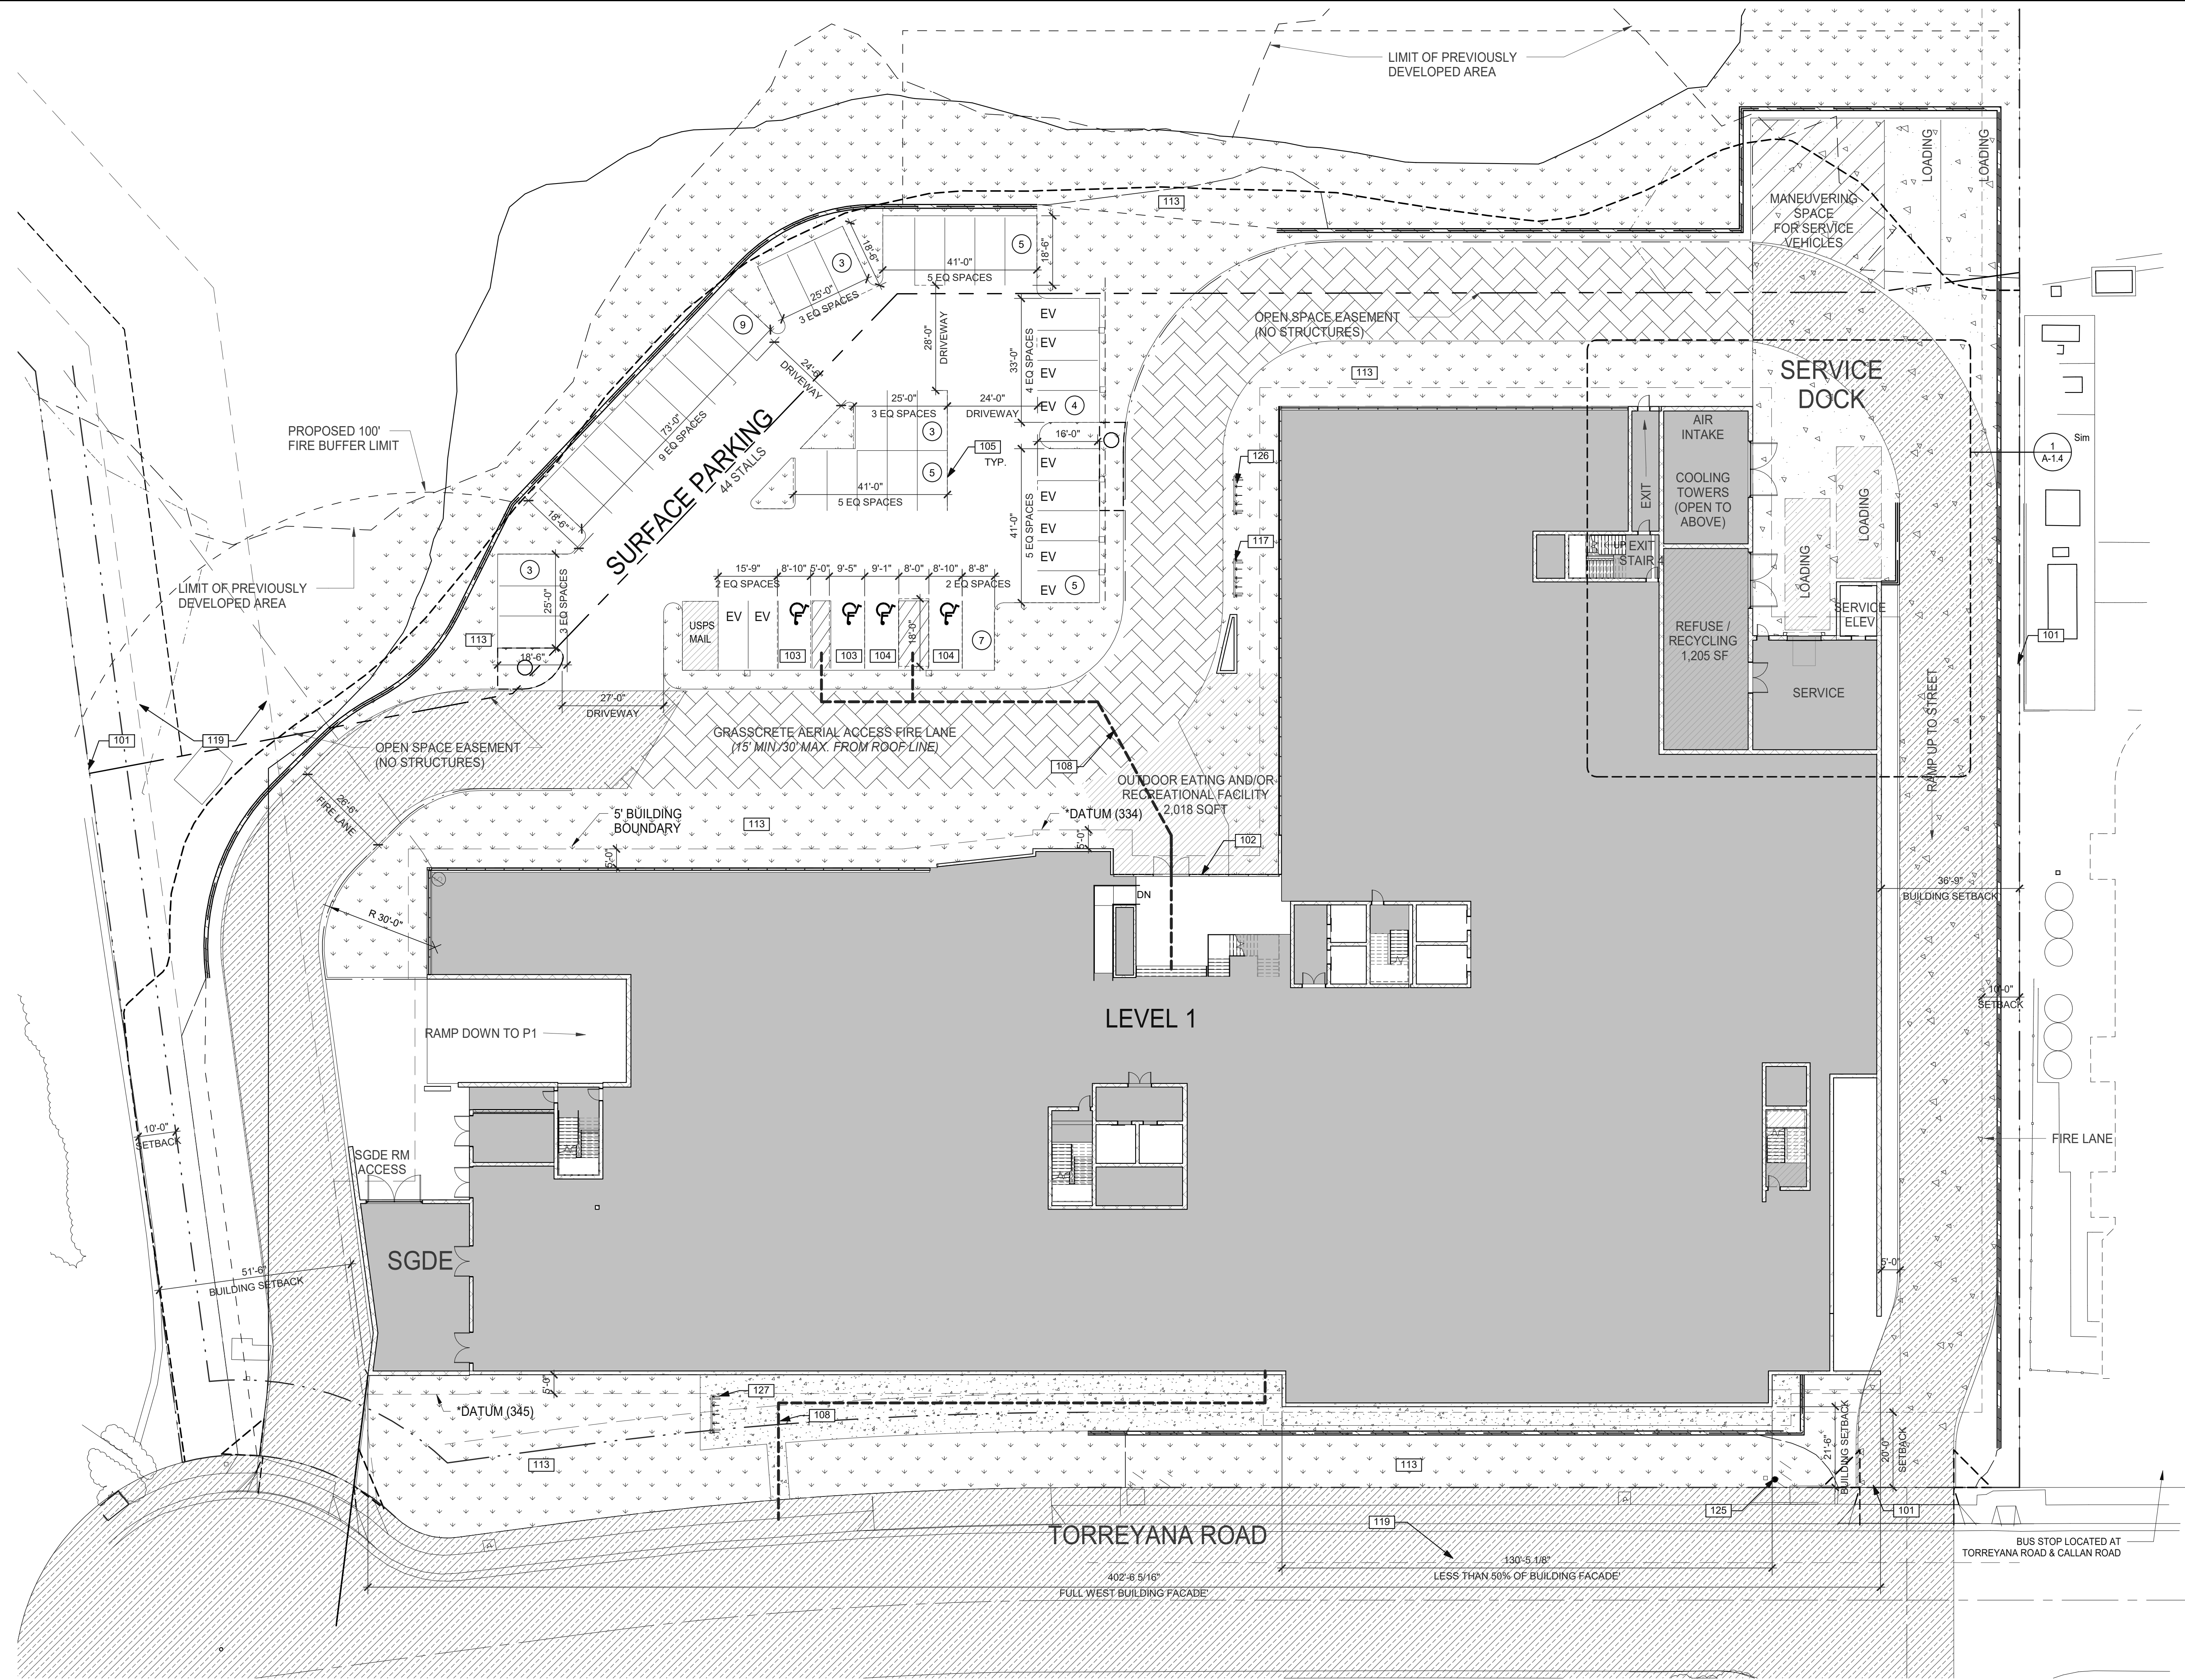 LIMIT OF PREVIOUSLY
DEVELOPED AREA
LOADING
LOADING
MANEUVERING
SPACE
FOR SERVICE
VEHICLES
113
5
18'-6"
41'-0"
5 EQ SPACES
3
18'-6"
25'-0"
3 EQ SPACES
9
28'-0"
DRIVEWAY
24'-0"
DRIVEWAY
73'-0"
9 EQ SPACES
33'-0"
4 EQ SPACES
EV
EV
EV
EV
4
OPEN SPACE EASEMENT
(NO STRUCTURES)
113
SERVICE
DOCK
25'-0"
3 EQ SPACES
24'-0"
DRIVEWAY
3
105
TYP.
16'-0"
5
41'-0"
5 EQ SPACES
SURFACE PARKING
44 STALLS
41'-0"
5 EQ SPACES
EV
EV
EV
EV
EV
5
PROPOSED 100'
FIRE BUFFER LIMIT
LIMIT OF PREVIOUSLY
DEVELOPED AREA
18'-6"
3
25'-0"
3 EQ SPACES
113
18'-6"
126
117
EXIT
AIR
INTAKE
COOLING
TOWERS
(OPEN TO
ABOVE)
LOADING
LOADING
1
A-1.4
Sim
UP
EXIT
STAIR 4
SERVICE
ELEV
REFUSE /
RECYCLING
1,205 SF
SERVICE
101
15'-9"
2 EQ SPACES
8'-10"
5'-0"
9'-5"
9'-1"
8'-0"
8'-10"
8'-8"
2 EQ SPACES
USPS
MAIL
EV
EV
18'-0"
7
103
103
104
104
27'-0"
DRIVEWAY
RAMP UP TO STREET
101
119
OPEN SPACE EASEMENT
(NO STRUCTURES)
GRASSCRETE AERIAL ACCESS FIRE LANE
(15' MIN./30' MAX. FROM ROOF LINE)
108
OUTDOOR EATING AND/OR
RECREATIONAL FACILITY
2,018 SQFT
26'-6"
FIRE LANE
5' BUILDING
BOUNDARY
113
*DATUM (334)
5'-0"
5'-0"
102
R 30'-0"
DN
36'-9"
BUILDING SETBACK
10'-0"
SETBACK
LEVEL 1
RAMP DOWN TO P1
10'-0"
SETBACK
SGDE RM
ACCESS
FIRE LANE
SGDE
51'-6"
BUILDING SETBACK
5'-0"
5'-0"
*DATUM (345)
127
108
113
113
21'-6"
BUILDING SETBACK
20'-0"
SETBACK
125
101
119
TORREYANA ROAD
BUS STOP LOCATED AT
TORREYANA ROAD & CALLAN ROAD
130'-5 1/8"
LESS THAN 50% OF BUILDING FACADE'
402'-6 5/16"
FULL WEST BUILDING FACADE'